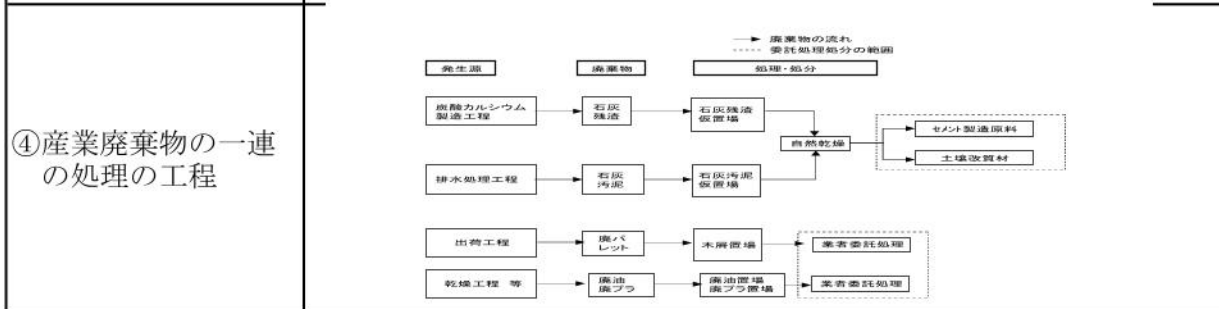 ④産業廃棄物の一連
の処理の工程
廃棄物の流れ
委託処理処分の範囲
発生源
廃棄物
処理・処分
炭酸カルシウム
製造工程
石灰
残渣
石灰残渣
仮置場
自然乾燥
セメント製造原料
土壌改質材
排水処理工程
石灰
汚泥
石灰汚泥
仮置場
出荷工程
廃パ
レット
木屑置場
業者委託処理
乾燥工程 等
廃油
廃プラ
廃油置場
廃プラ置場
業者委託処理